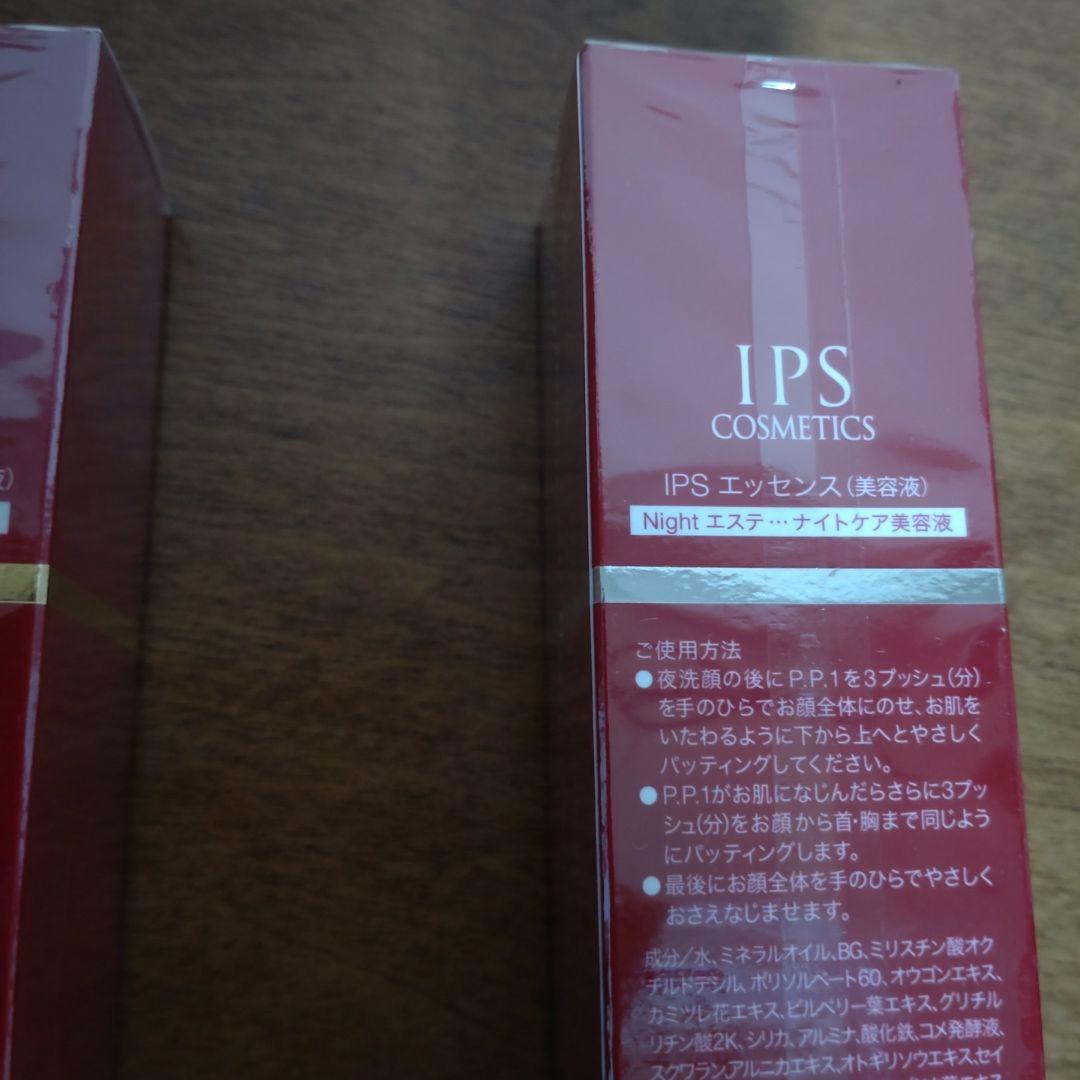 IPS
COSMETICS
IPS エッセンス(美容液)
Night エステ…ナイトケア美容液
ご使用方法
●夜洗顔の後にP.P.1を3プッシュ(分)
を手のひらでお顔全体にのせ、お肌を
いたわるように下から上へとやさしく
パッティングしてください。
●P.P.1がお肌になじんだらさらに3プッ
シュ(分)をお顔から首・胸まで同じよう
にパッティングします。
●最後にお顔全体を手のひらでやさしく
おさえなじませます。
成分/水、ミネラルオイル、BG、ミリスチン酸オク
チルドデシル、ポリソルベート60、オウゴンエキス、
カミツレ花エキス、ビルベリー葉エキス、グリチル
リチン酸2K、シリカ、アルミナ、酸化鉄、コメ発酵液、
スクワラン、アルニカエキス、オトギリソウエキス、セイ